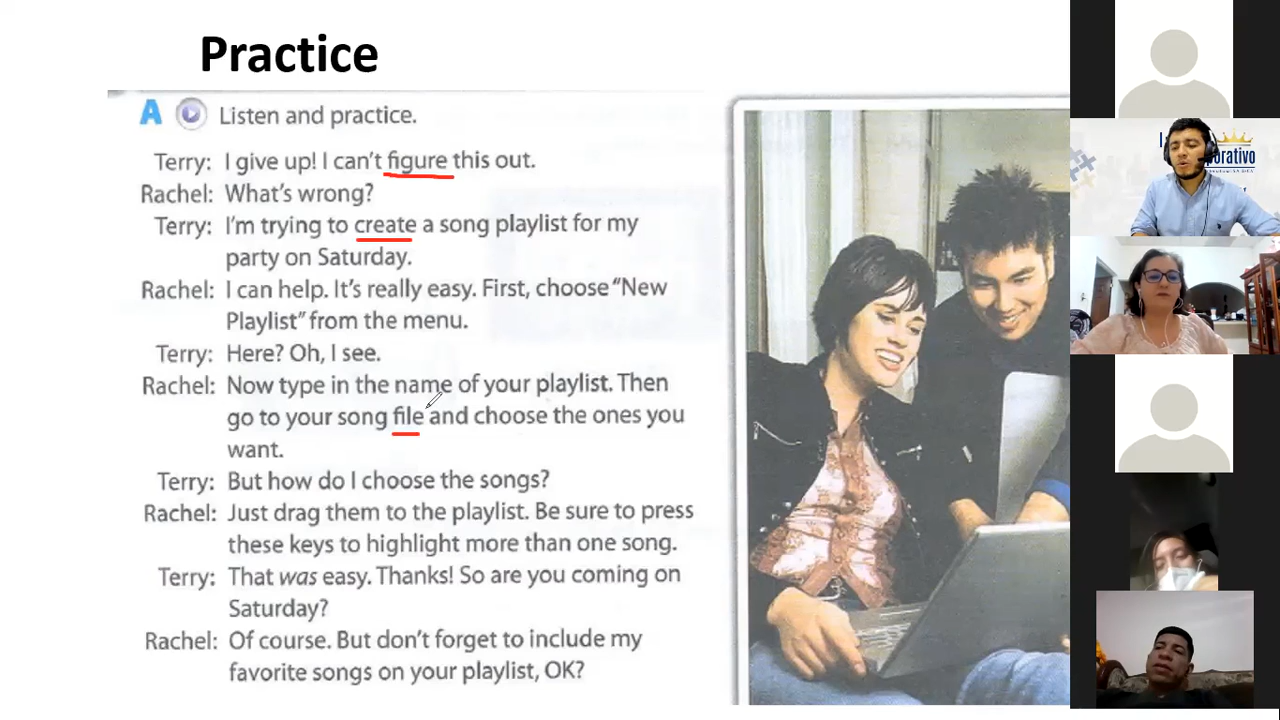 Practice
A Listen and practice.
Terry: I give up! I can't figure this out.
Rachel: What's wrong?
Terry: I'm trying to create a song playlist for my
party on Saturday.
Rachel: I can help. It's really easy. First, choose "New
Playlist" from the menu.
Terry: Here? Oh, I see.
Rachel: Now type in the name of your playlist. Then
go to your song file and choose the ones you
want.
Terry: But how do I choose the songs?
Rachel: Just drag them to the playlist. Be sure to press
these keys to highlight more than one song.
Terry: That was easy. Thanks! So are you coming on
Saturday?
Rachel: Of course. But don't forget to include my
favorite songs on your playlist, OK?